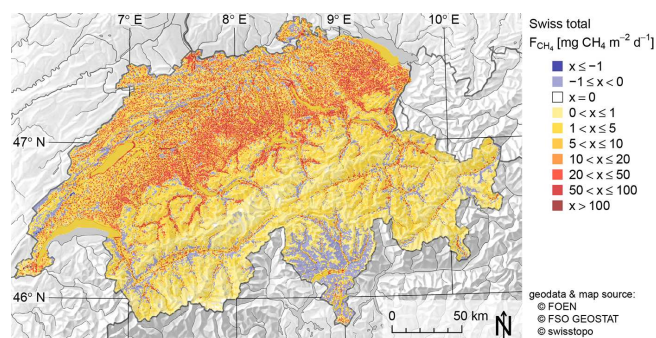 7° E 8° E 9° E 10° E
47° N
46° N
0 50 km
N
Swiss total
F_CH₄ [mg CH4 m⁻² d⁻¹]
x ≤ −1
−1 ≤ x < 0
x = 0
0 < x ≤ 1
1 < x ≤ 5
5 < x ≤ 10
10 < x ≤ 20
20 < x ≤ 50
50 < x ≤ 100
x > 100
geodata & map source:
© FOEN
© FSO GEOSTAT
© swisstopo